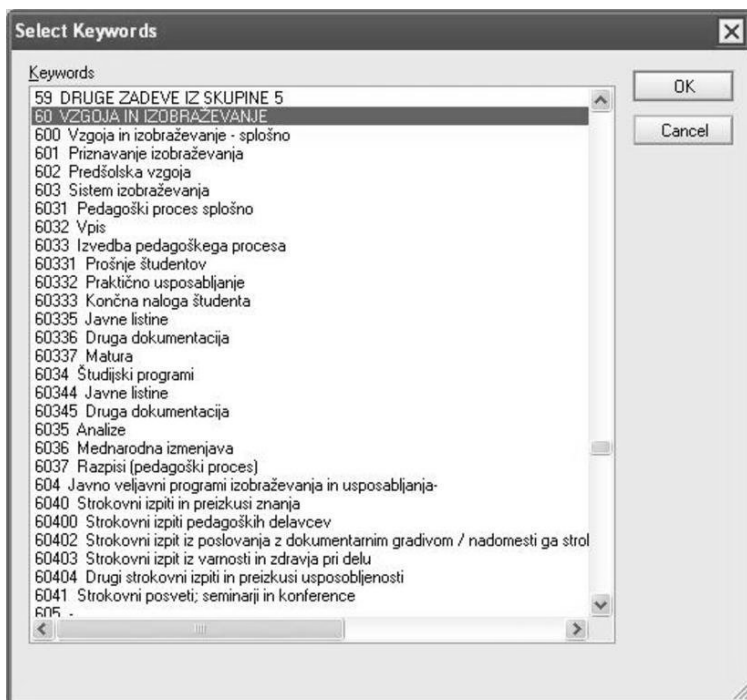 Select Keywords
Keywords
59 DRUGE ZADEVE IZ SKUPINE 5
60 VZGOJA IN IZOBRAŽEVANJE
600 Vzgoja in izobraževanje - splošno
601 Priznavanje izobraževanja
602 Predšolska vzgoja
603 Sistem izobraževanja
6031 Pedagoški proces splošno
6032 Vpis
6033 Izvedba pedagoškega procesa
60331 Prošnje študentov
60332 Praktično usposabljanje
60333 Končna naloga študenta
60335 Javne listine
60336 Druga dokumentacija
60337 Matura
6034 Študijski programi
60344 Javne listine
60345 Druga dokumentacija
6035 Analize
6036 Mednarodna izmenjava
6037 Razpisi (pedagoški proces)
604 Javno veljavni programi izobraževanja in usposabljanja-
6040 Strokovni izpiti in preizkusi znanja
60400 Strokovni izpiti pedagoških delavcev
60402 Strokovni izpit iz poslovanja z dokumentarnim gradivom / nadomesti ga strol
60403 Strokovni izpit iz varnosti in zdravja pri delu
60404 Drugi strokovni izpiti in preizkusi usposobljenosti
6041 Strokovni posveti; seminarji in konference
605 -
OK
Cancel